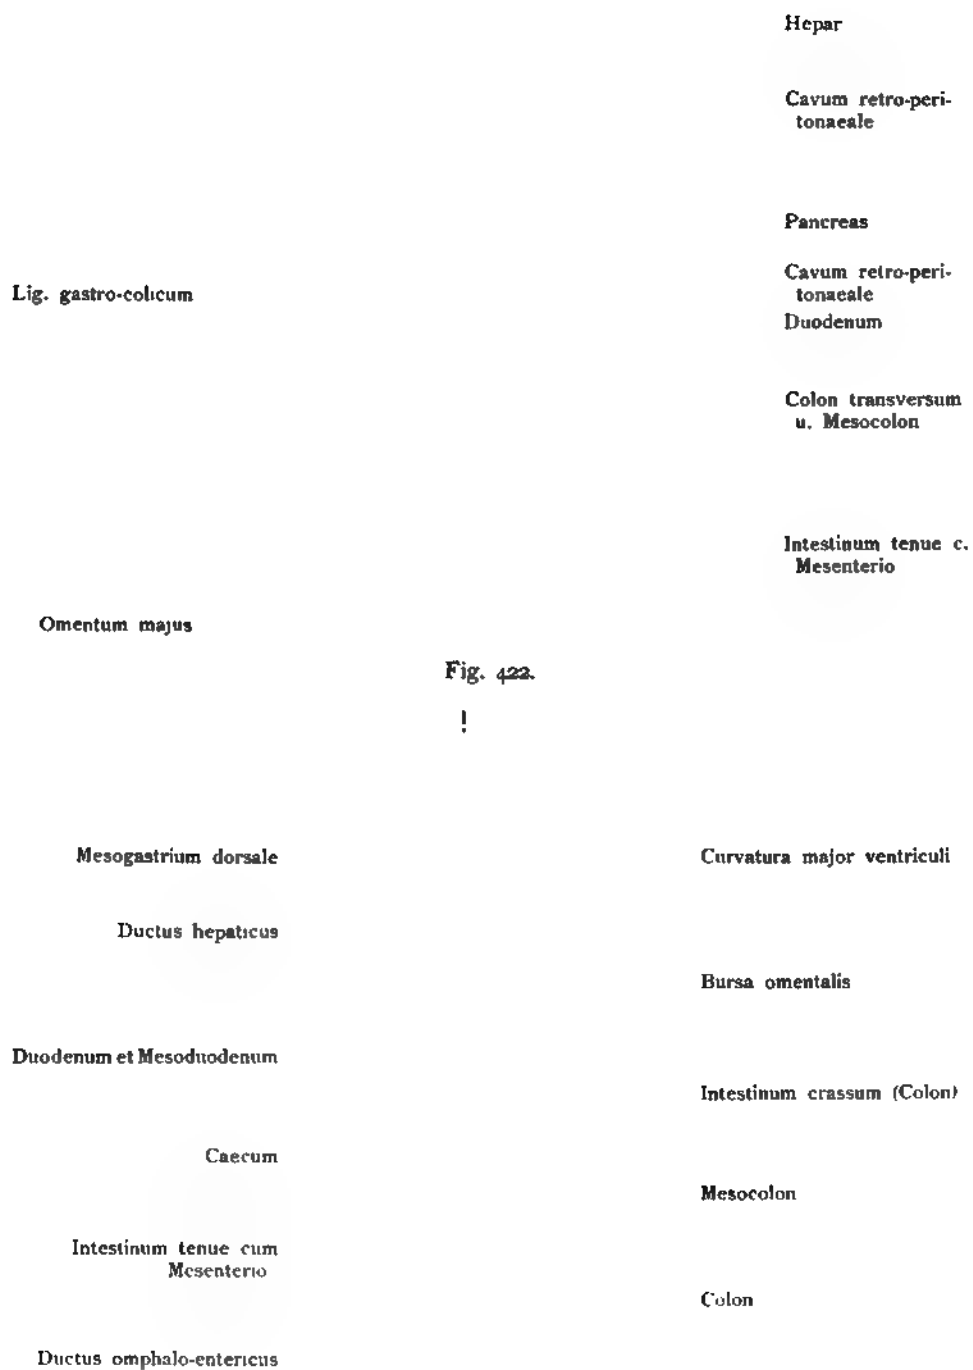 Hepar
Cavum retro-peri-
tonaeale
Pancreas
Lig. gastro-colicum
Cavum retro-peri-
tonaeale
Duodenum
Colon transversum
u. Mesocolon
Intestinum tenue c.
Mesenterio
Omentum majus
Fig. 422.
!
Mesogastrium dorsale
Curvatura major ventriculi
Ductus hepaticus
Bursa omentalis
Duodenum et Mesoduodenum
Intestinum crassum (Colon)
Caecum
Mesocolon
Intestinum tenue cum
Mesenterio
Colon
Ductus omphalo-entericus